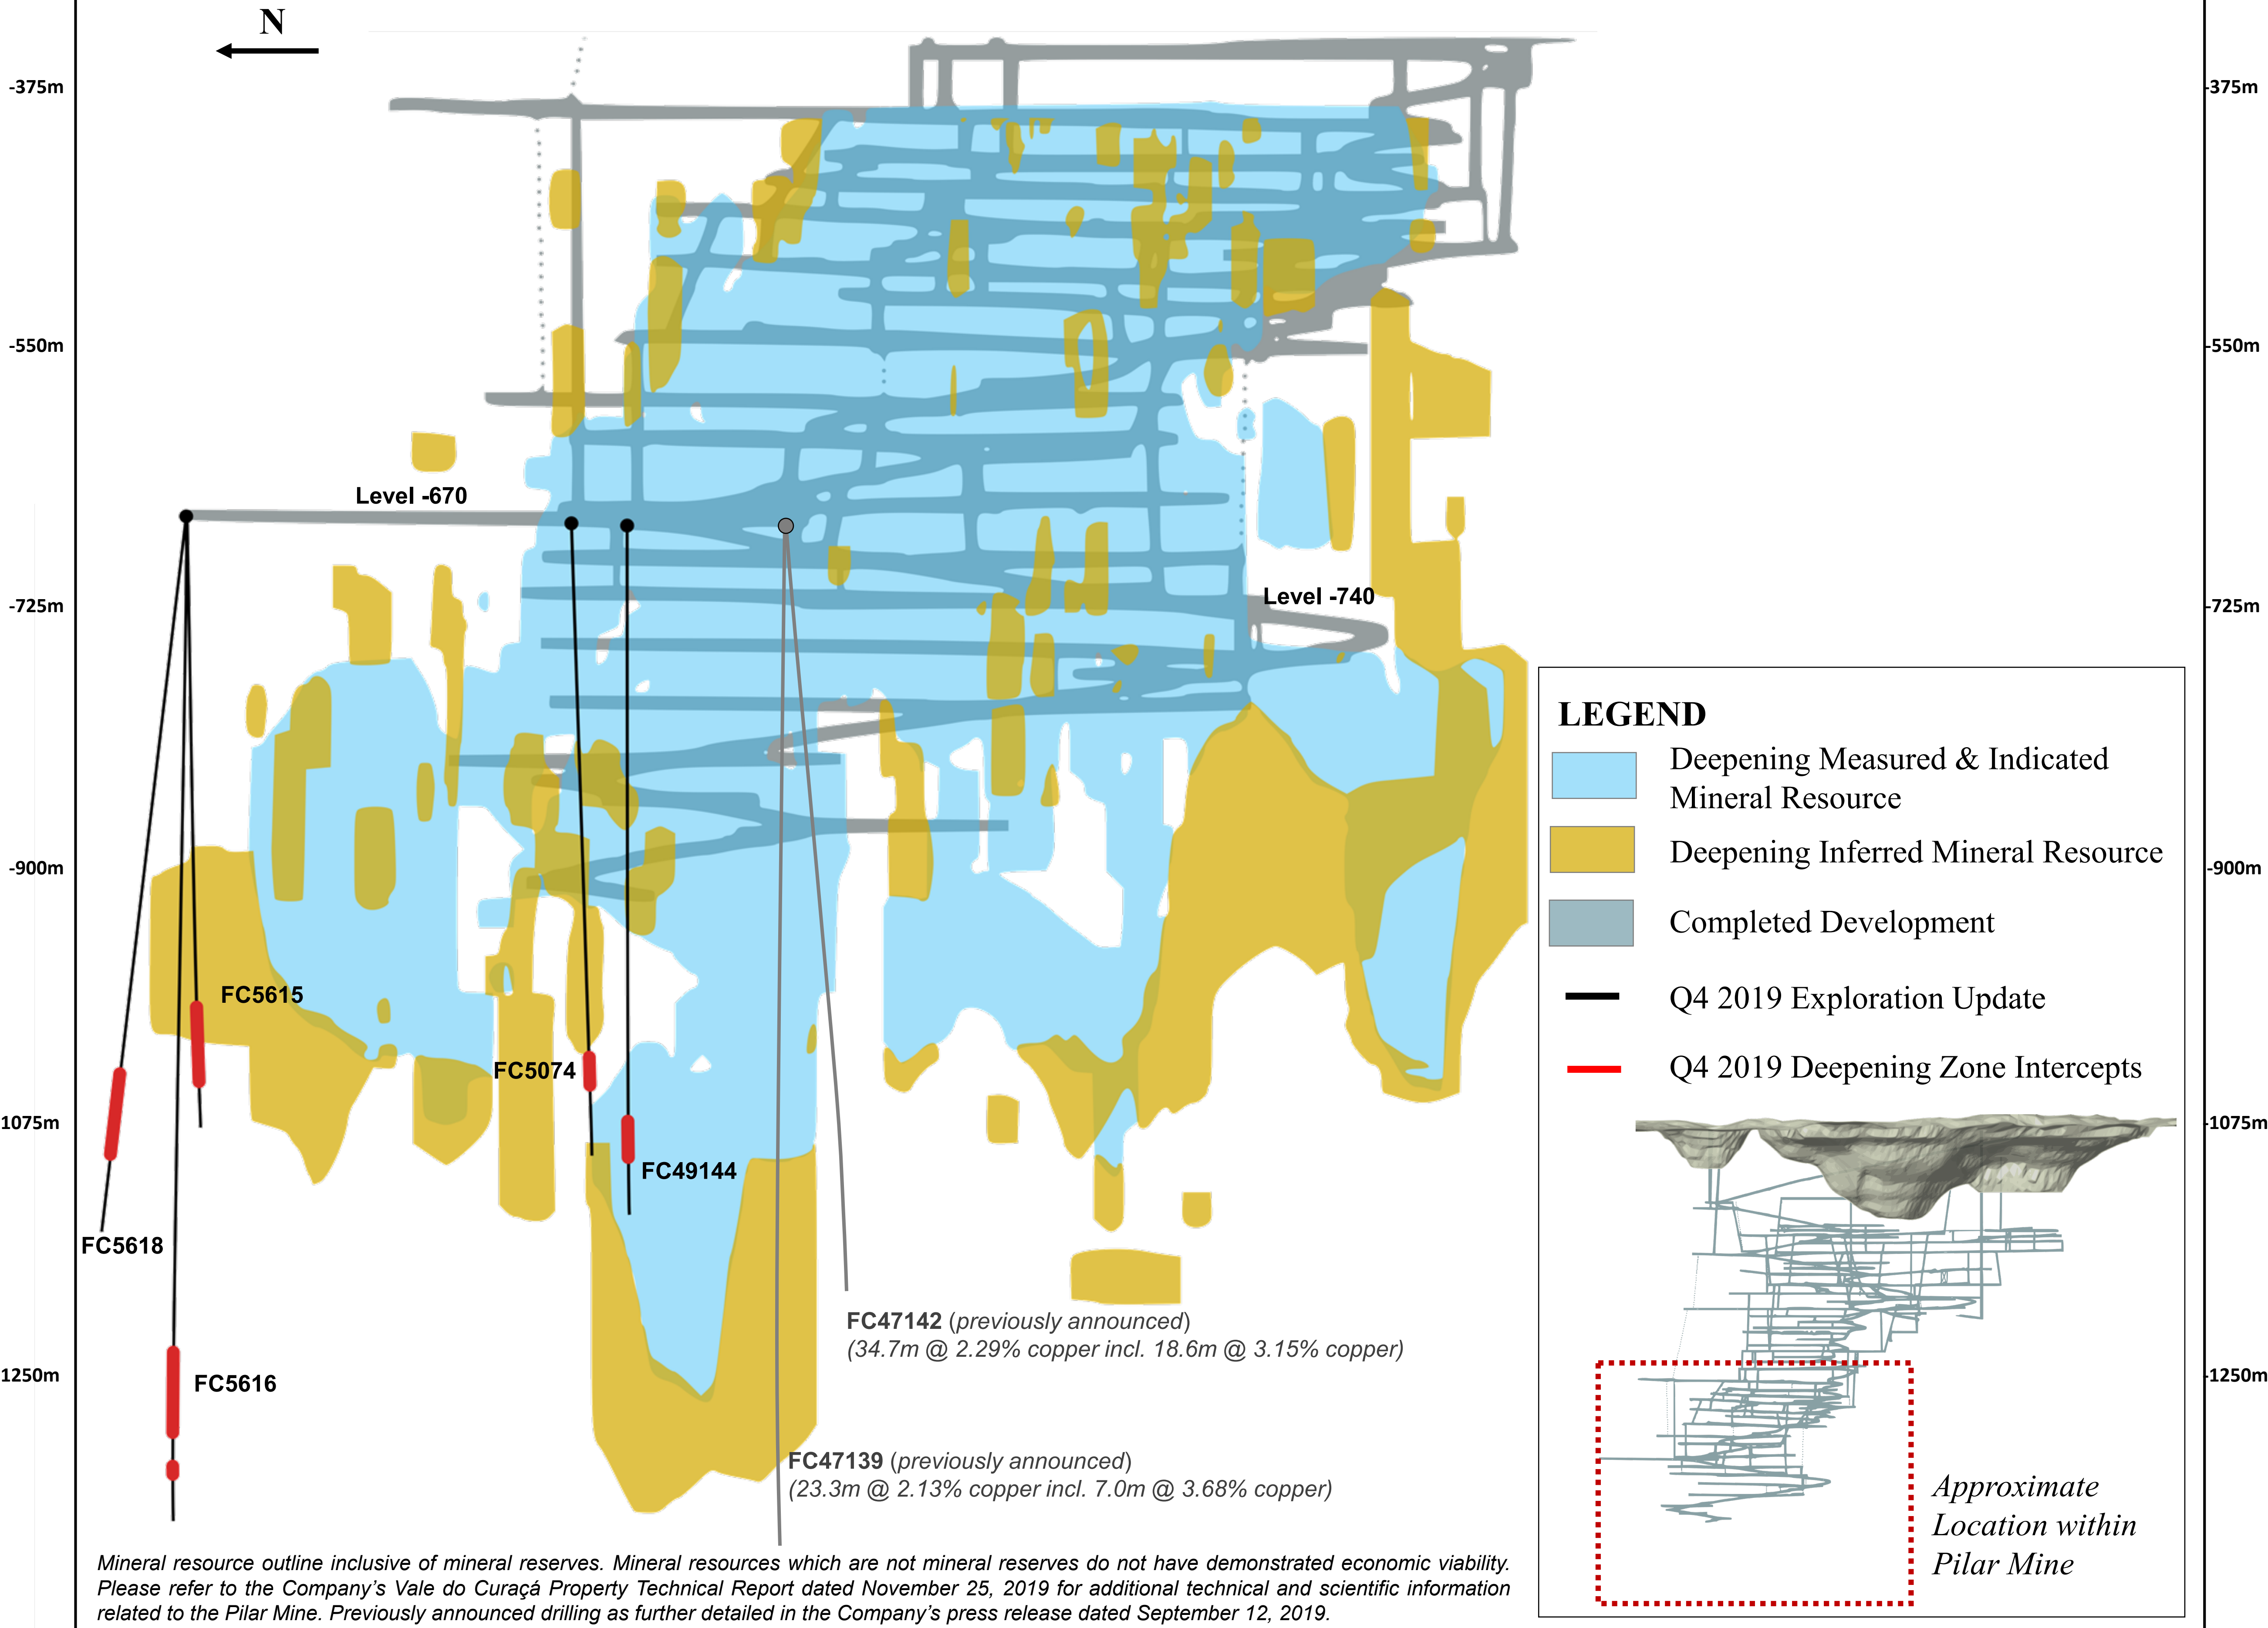 N
-375m
-375m
-550m
-550m
Level -670
Level -740
-725m
-725m
LEGEND
Deepening Measured & Indicated
Mineral Resource
Deepening Inferred Mineral Resource
-900m
-900m
Completed Development
FC5615
Q4 2019 Exploration Update
FC5074
Q4 2019 Deepening Zone Intercepts
1075m
-1075m
FC49144
FC5618
FC47142 (previously announced)
(34.7m @ 2.29% copper incl. 18.6m @ 3.15% copper)
1250m
-1250m
FC5616
FC47139 (previously announced)
(23.3m @ 2.13% copper incl. 7.0m @ 3.68% copper)
Approximate
Location within
Pilar Mine
Mineral resource outline inclusive of mineral reserves. Mineral resources which are not mineral reserves do not have demonstrated economic viability.
Please refer to the Company's Vale do Curaçá Property Technical Report dated November 25, 2019 for additional technical and scientific information
related to the Pilar Mine. Previously announced drilling as further detailed in the Company's press release dated September 12, 2019.